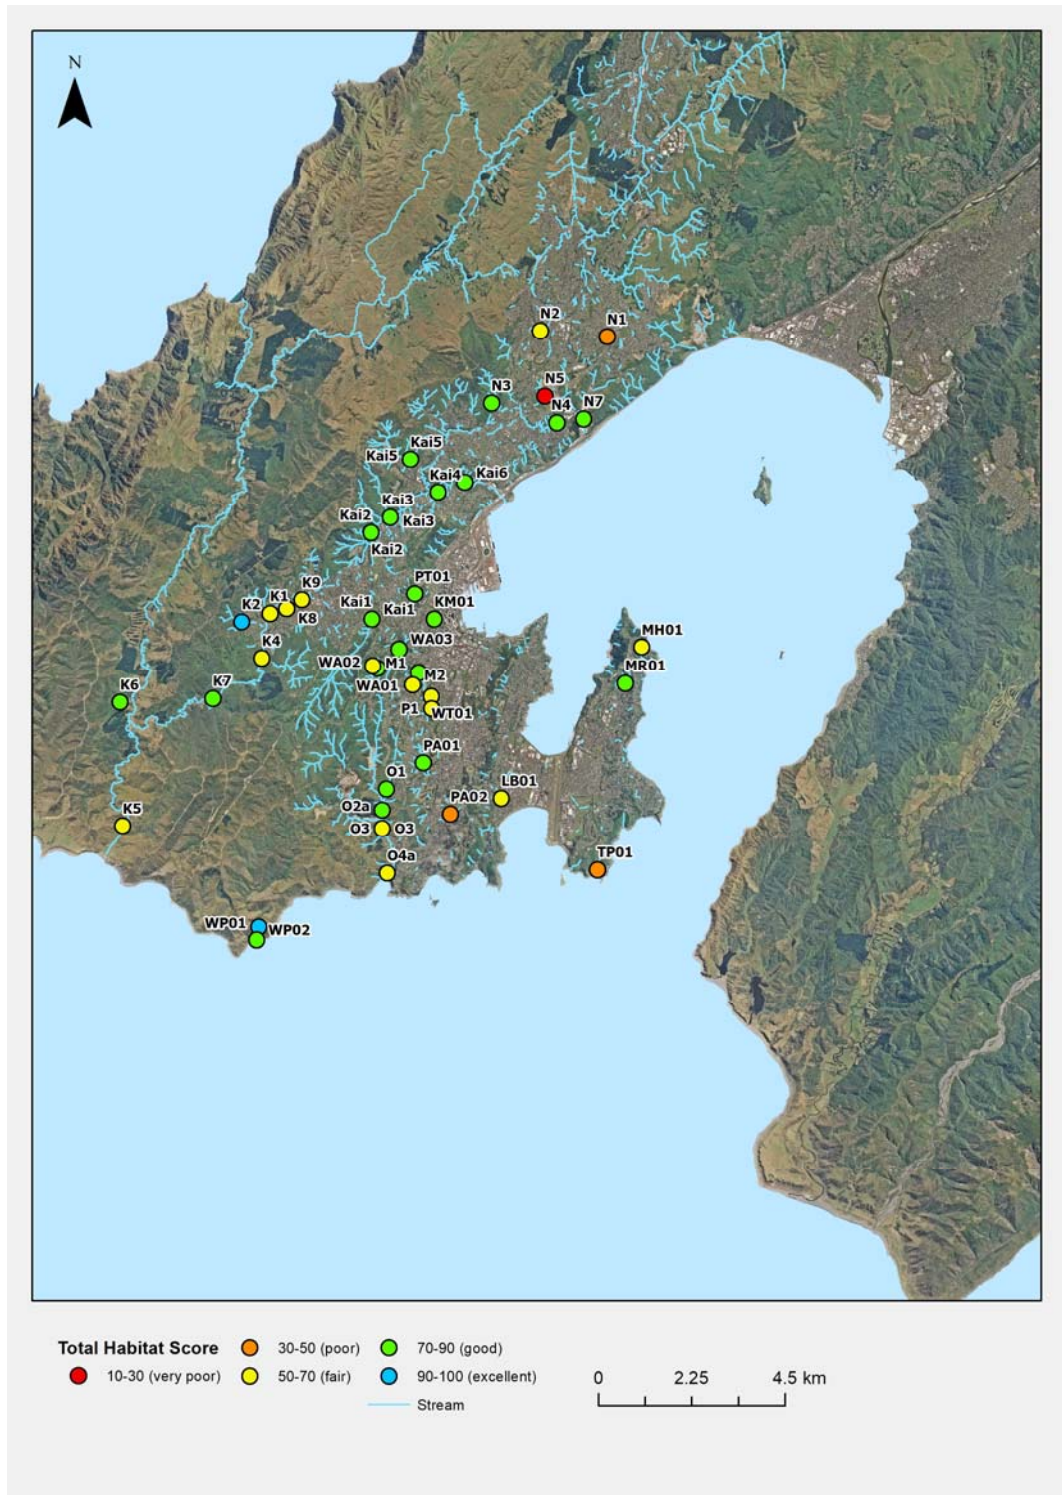 N
N2
N1
N5
N3
N4
N7
Kai5
Kai5
Kai4
Kai6
Kai3
Kai2
Kai3
Kai2
PT01
K9
K1
K2
K8
Kai1
Kai1
KM01
WA03
MH01
K4
WA02
M1
M2
MR01
WA01
K6
K7
P1
WT01
PA01
O1
LB01
PA02
O2a
K5
O3
O3
O4a
TP01
WP01
WP02
Total Habitat Score
10-30 (very poor)
30-50 (poor)
50-70 (fair)
70-90 (good)
90-100 (excellent)
Stream
0 2.25 4.5 km